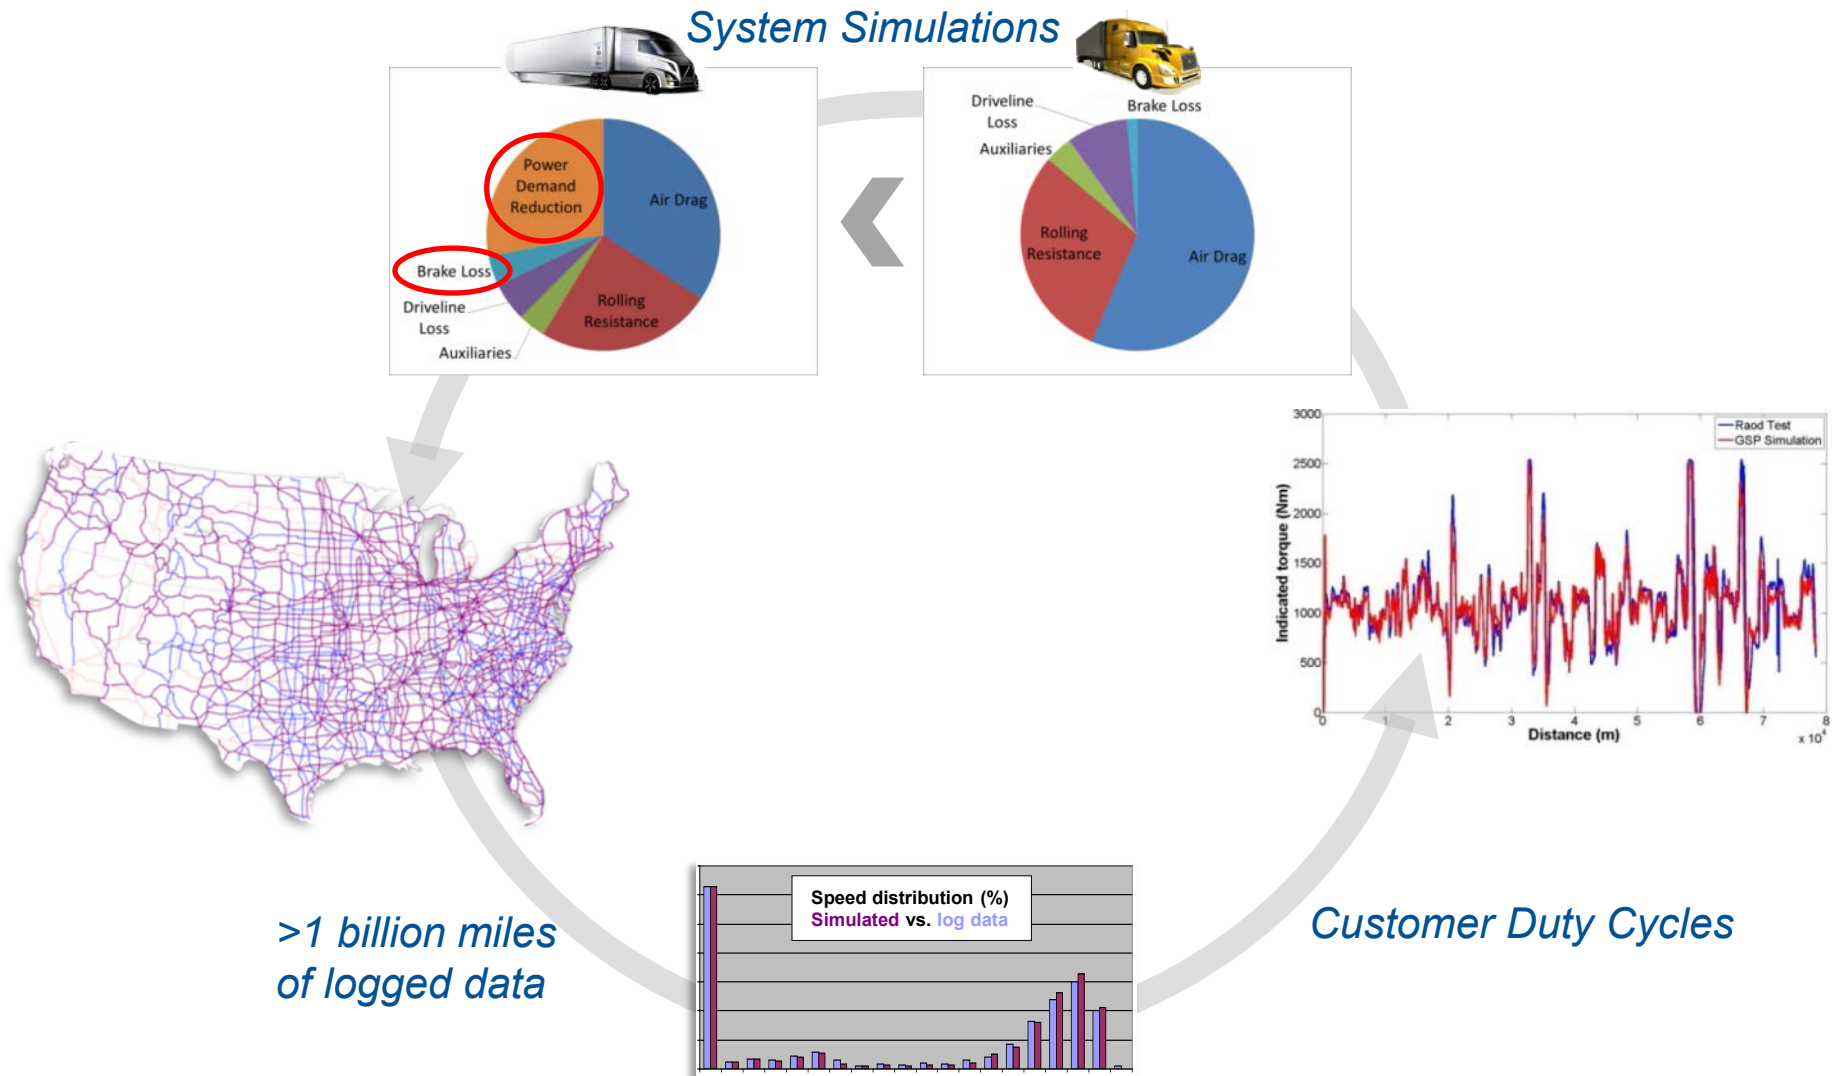 System Simulations
Power
Demand
Reduction
Air Drag
Brake Loss
Driveline
Loss
Rolling
Resistance
Auxiliaries
Driveline
Loss
Brake Loss
Auxiliaries
Rolling
Resistance
Air Drag
3000
2500
2000
1500
1000
500
0
Indicated torque (Nm)
Raod Test
GSP Simulation
0 1 2 3 4 5 6 7 8
Distance (m)
x 10^4
>1 billion miles
of logged data
Speed distribution (%)
Simulated vs. log data
Customer Duty Cycles